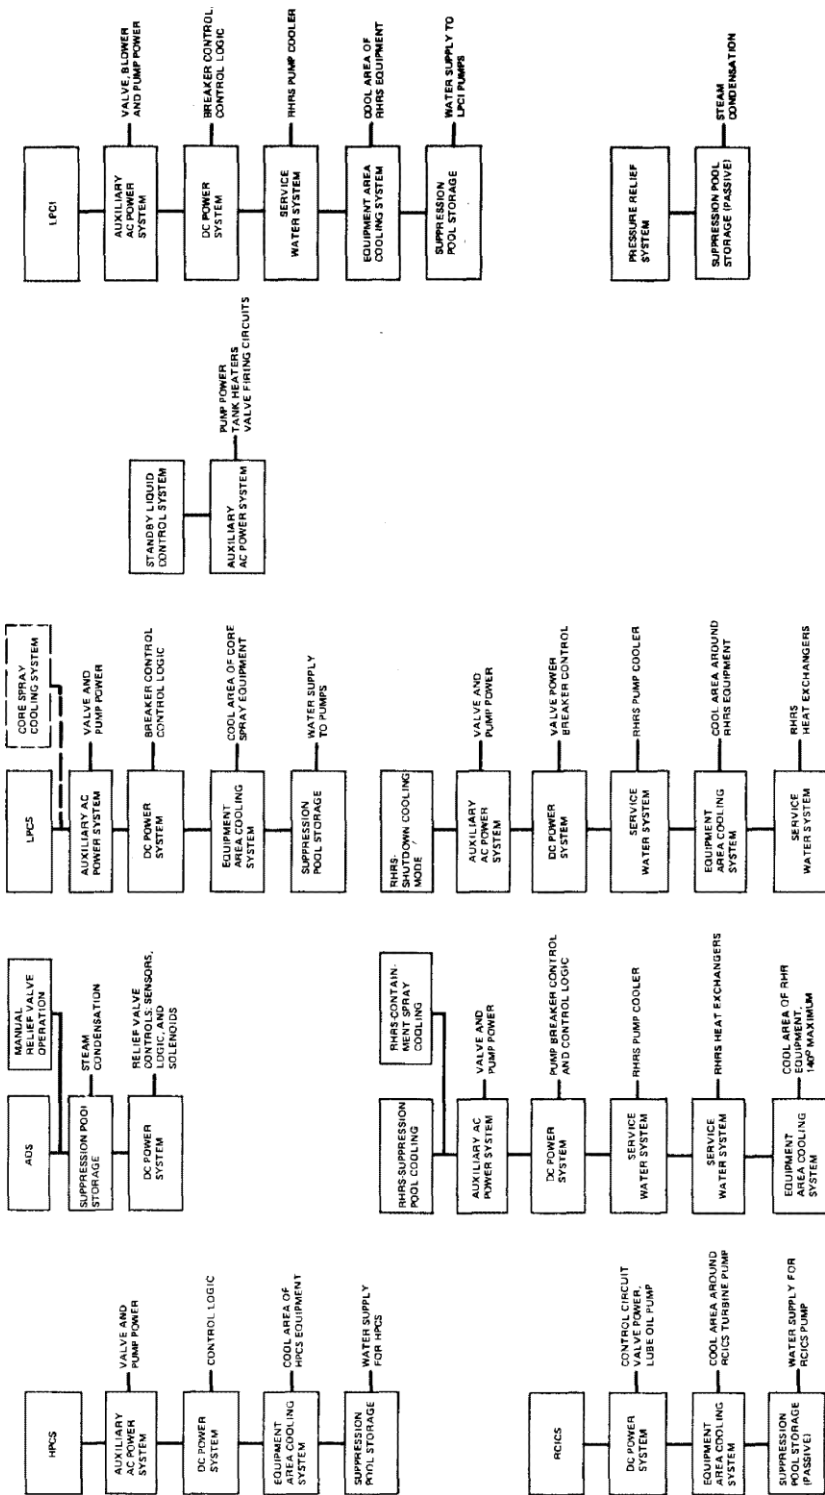 HPCS
AUXILIARY
AC POWER
SYSTEM
VALVE AND
PUMP POWER
DC POWER
SYSTEM
CONTROL LOGIC
EQUIPMENT
AREA COOLING
SYSTEM
COOL AREA OF
HPCS EQUIPMENT
SUPPRESSION
POOL STORAGE
WATER SUPPLY
FOR HPCS
ADS
MANUAL
RELIEF VALVE
OPERATION
SUPPRESSION POOL
STORAGE
STEAM
CONDENSATION
DC POWER
SYSTEM
RELIEF VALVE
CONTROLS: SENSORS,
LOGIC, AND
SOLENOIDS
LPCS
CORE SPRAY
COOLING SYSTEM
AUXILIARY AC
POWER SYSTEM
VALVE AND
PUMP POWER
DC POWER
SYSTEM
BREAKER CONTROL
CONTROL LOGIC
EQUIPMENT
AREA COOLING
SYSTEM
COOL AREA OF CORE
SPRAY EQUIPMENT
SUPPRESSION
POOL STORAGE
WATER SUPPLY
TO PUMPS
STANDBY LIQUID
CONTROL SYSTEM
AUXILIARY
AC POWER SYSTEM
PUMP POWER
TANK HEATERS
VALVE FIRING CIRCUITS
LPCI
AUXILIARY
AC POWER
SYSTEM
VALVE, BLOWER
AND PUMP POWER
DC POWER
SYSTEM
BREAKER CONTROL,
CONTROL LOGIC
SERVICE
WATER SYSTEM
RHRS PUMP COOLER
EQUIPMENT AREA
COOLING SYSTEM
COOL AREA OF
RHRS EQUIPMENT
SUPPRESSION
POOL STORAGE
WATER SUPPLY TO
LPCI PUMPS
RCICS
DC POWER
SYSTEM
CONTROL CIRCUIT
VALVE POWER,
LUBE OIL PUMP
EQUIPMENT
AREA COOLING
SYSTEM
COOL AREA AROUND
RCICS TURBINE PUMP
SUPPRESSION
POOL STORAGE
(PASSIVE)
WATER SUPPLY FOR
RCICS PUMP
RHRS-SUPPRESSION
POOL COOLING
RHRS-CONTAIN-
MENT SPRAY
COOLING
AUXILIARY AC
POWER SYSTEM
VALVE AND
PUMP POWER
DC POWER
SYSTEM
PUMP BREAKER CONTROL
AND CONTROL LOGIC
SERVICE
WATER SYSTEM
RHRS PUMP COOLER
SERVICE
WATER SYSTEM
RHRS HEAT EXCHANGERS
EQUIPMENT
AREA COOLING
SYSTEM
COOL AREA OF RHR
EQUIPMENT,
140° MAXIMUM
RHRS-
SHUTDOWN COOLING
MODE
AUXILIARY
AC POWER
SYSTEM
VALVE AND
PUMP POWER
DC POWER
SYSTEM
VALVE POWER
BREAKER CONTROL
SERVICE
WATER SYSTEM
RHRS PUMP COOLER
EQUIPMENT
AREA COOLING
SYSTEM
COOL AREA AROUND
RHRS EQUIPMENT
SERVICE
WATER SYSTEM
RHRS
HEAT EXCHANGERS
PRESSURE RELIEF
SYSTEM
SUPPRESSION POOL
STORAGE (PASSIVE)
STEAM
CONDENSATION